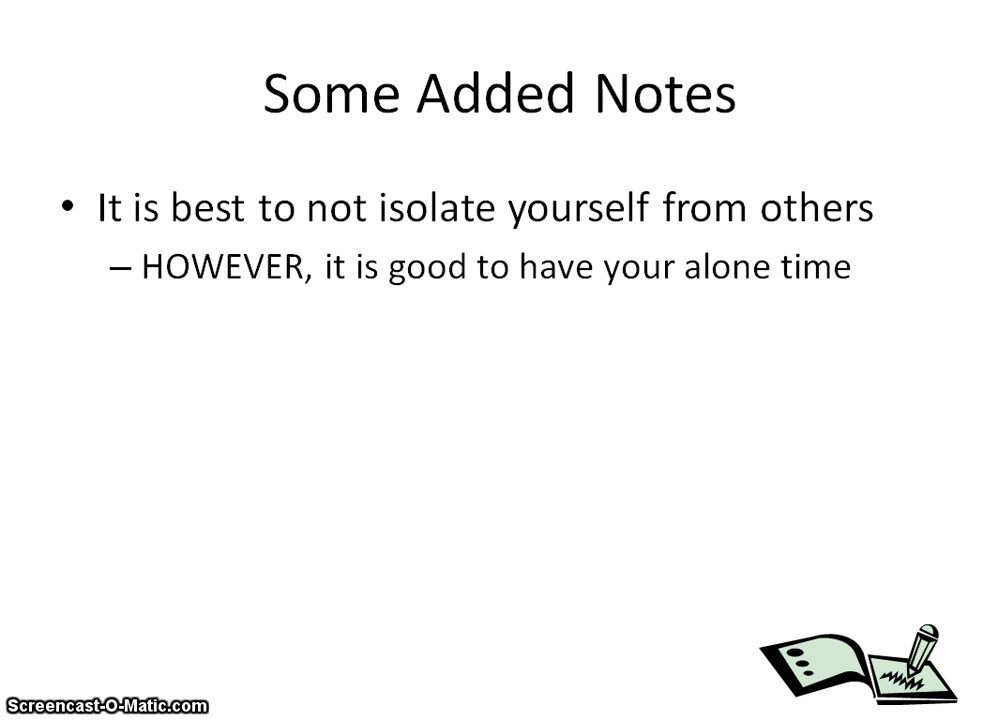 Some Added Notes
• It is best to not isolate yourself from others
– HOWEVER, it is good to have your alone time
Screencast-O-Matic.com